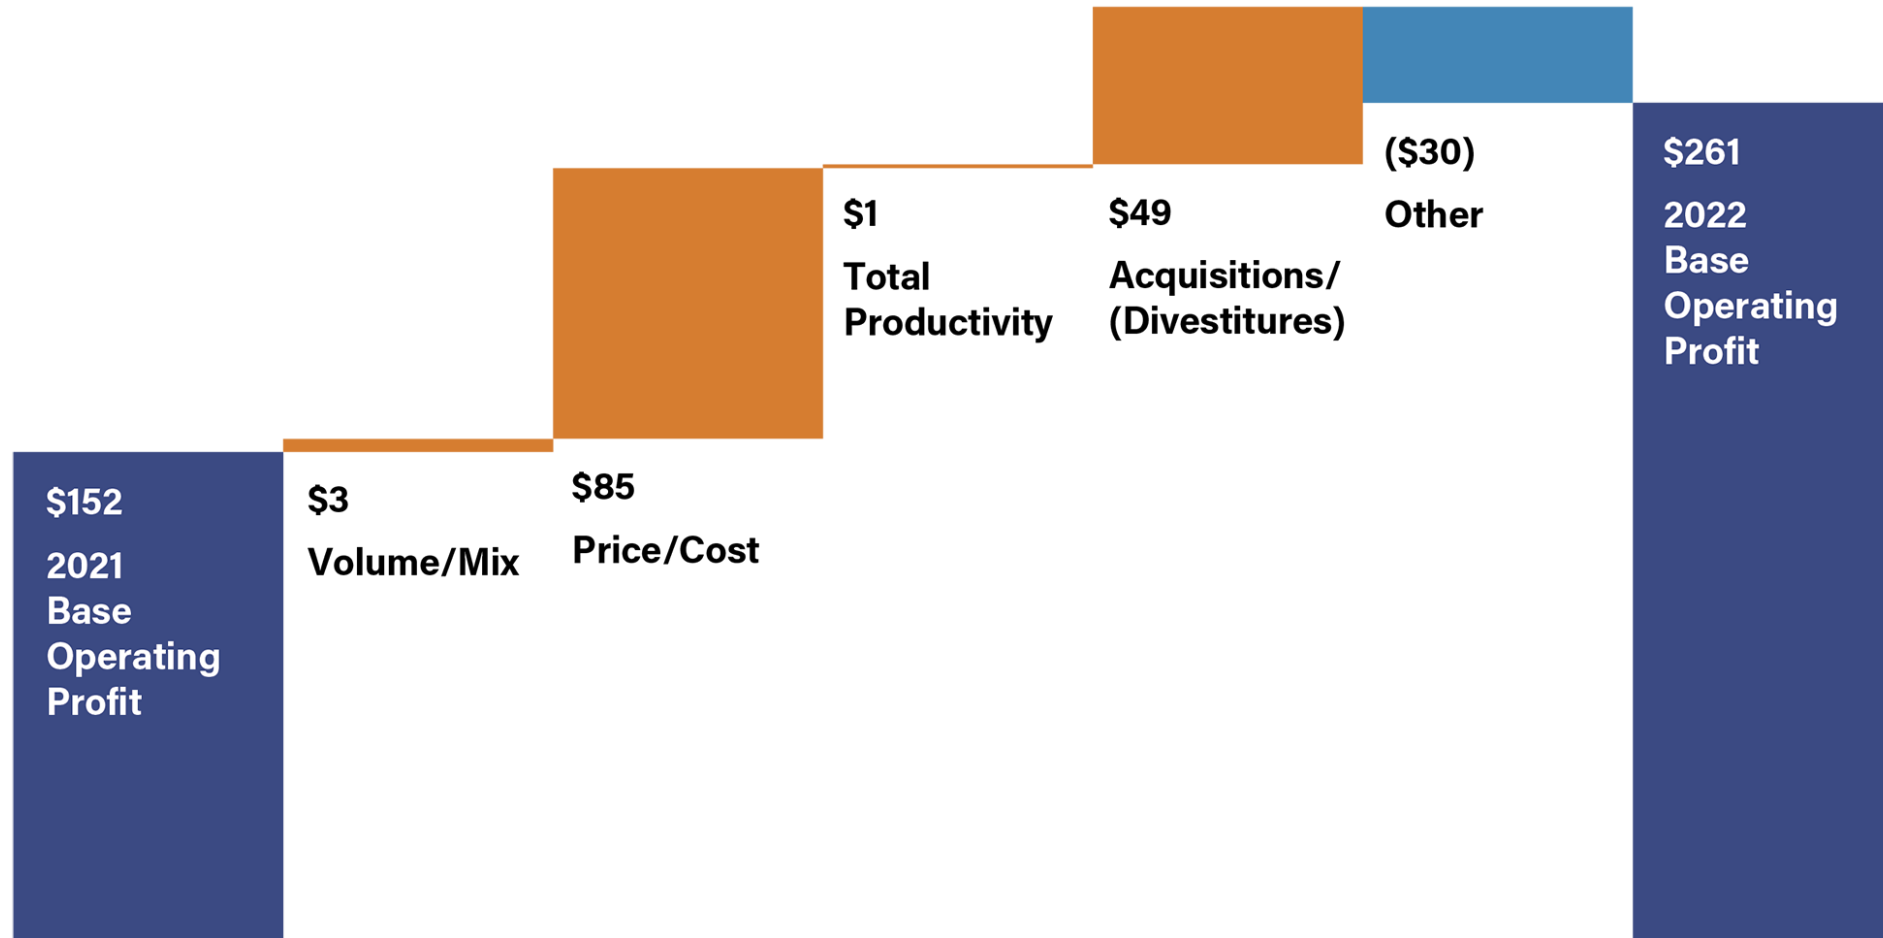 $152
2021
Base
Operating
Profit
$3
Volume/Mix
$85
Price/Cost
$1
Total
Productivity
$49
Acquisitions/
(Divestitures)
($30)
Other
$261
2022
Base
Operating
Profit